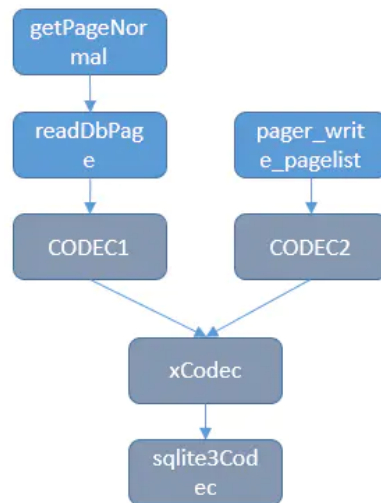 getPageNor
mal
readDbPag
e
pager_writ
e_pagelist
CODEC1
CODEC2
xCodec
sqlite3Cod
ec